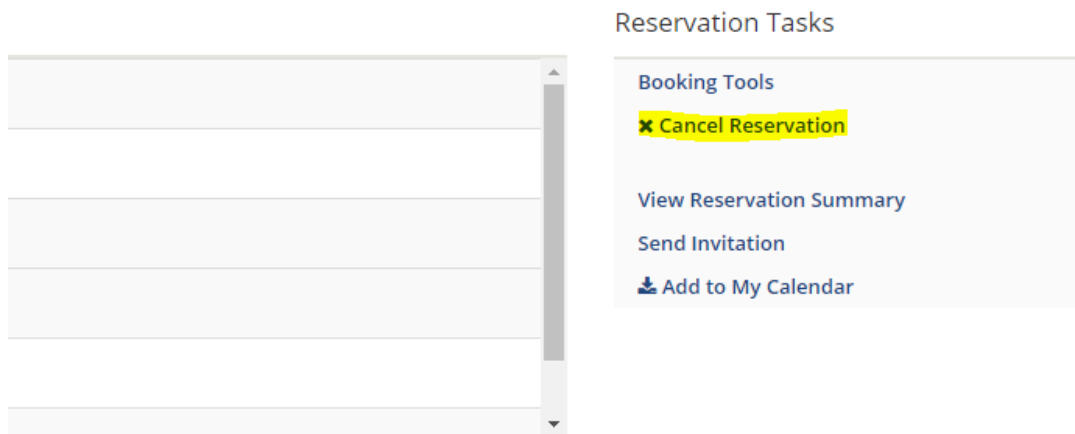 Reservation Tasks
Booking Tools
Cancel Reservation
View Reservation Summary
Send Invitation
Add to My Calendar